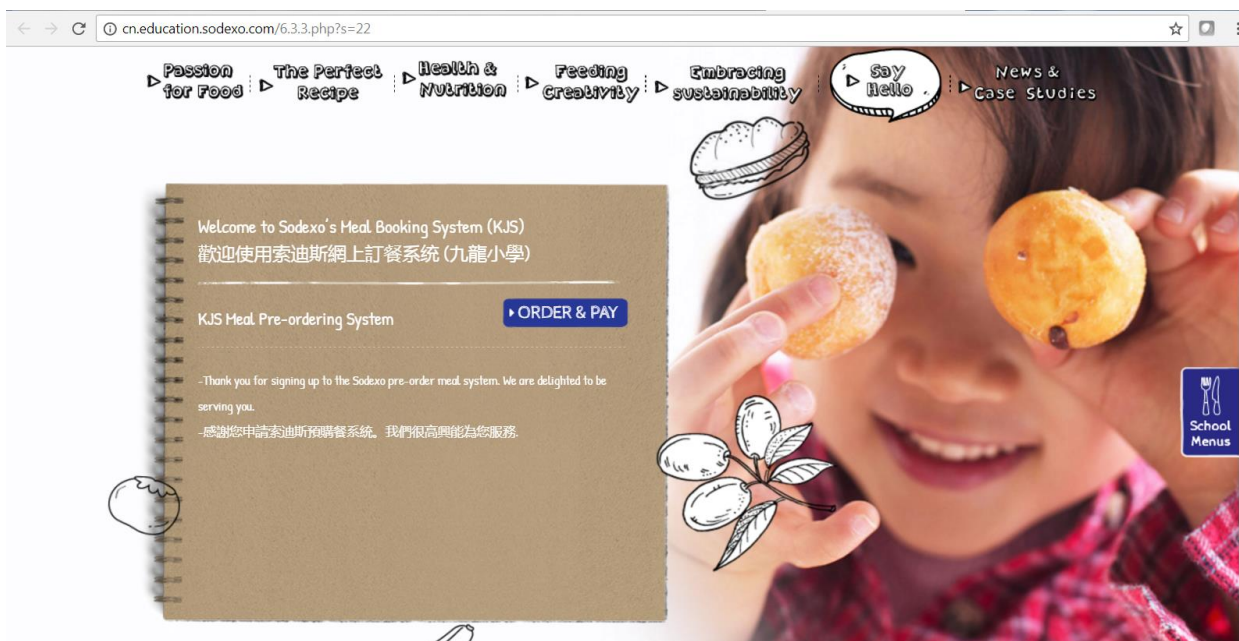 cn.education.sodexo.com/6.3.3.php?s=22
Passion
for Food
The Perfect
Recipe
Health &
Nutrition
Feeding
Creativity
Embracing
sustainability
Say
Hello
News &
Case Studies
Welcome to Sodexo's Meal Booking System (KJS)
歡迎使用索迪斯網上訂餐系統 (九龍小學)
KJS Meal Pre-ordering System
ORDER & PAY
-Thank you for signing up to the Sodexo pre-order meal system. We are delighted to be
serving you.
-感謝您申請索迪斯預購餐系統。我們很高興能為您服務.
School
Menus